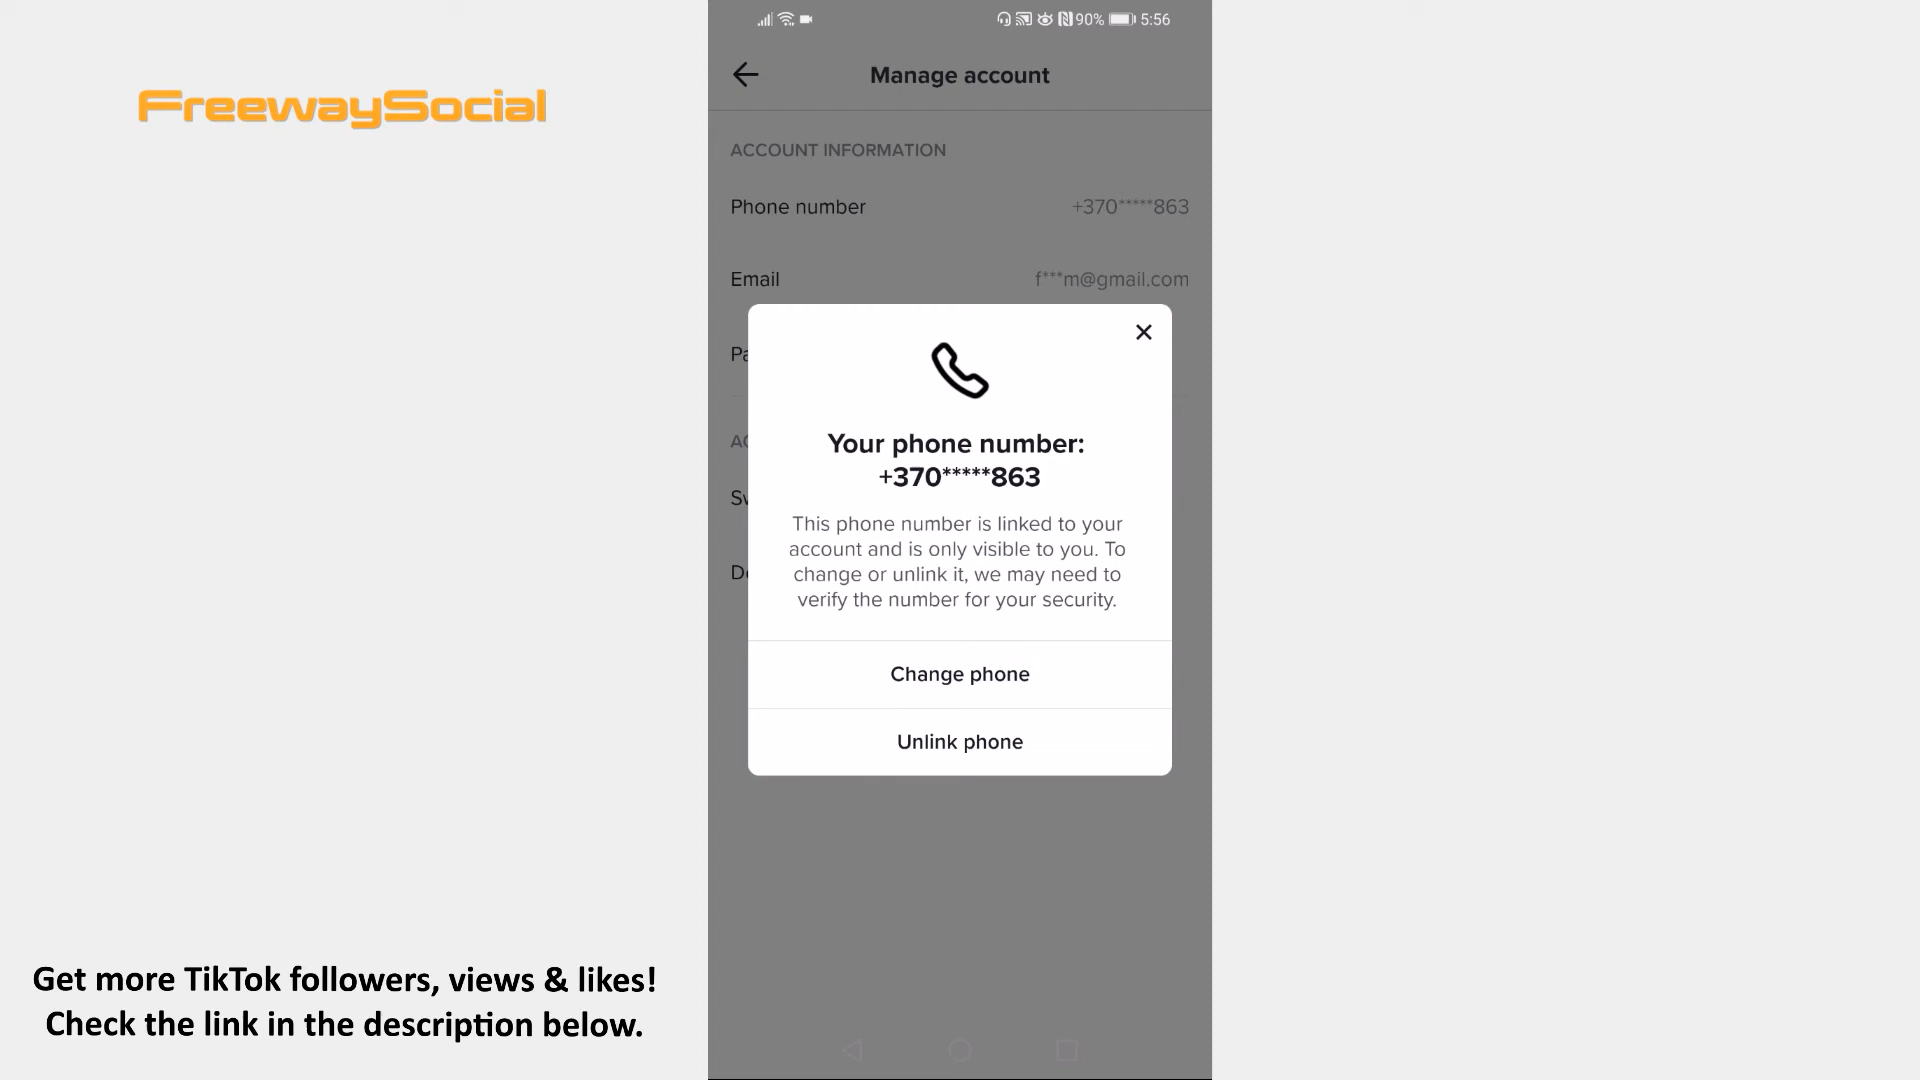 FreewaySocial
90% 5:56
Manage account
ACCOUNT INFORMATION
Phone number +370*****863
Email f***m@gmail.com
Your phone number:
+370*****863
This phone number is linked to your
account and is only visible to you. To
change or unlink it, we may need to
verify the number for your security.
Change phone
Unlink phone
Get more TikTok followers, views & likes!
Check the link in the description below.